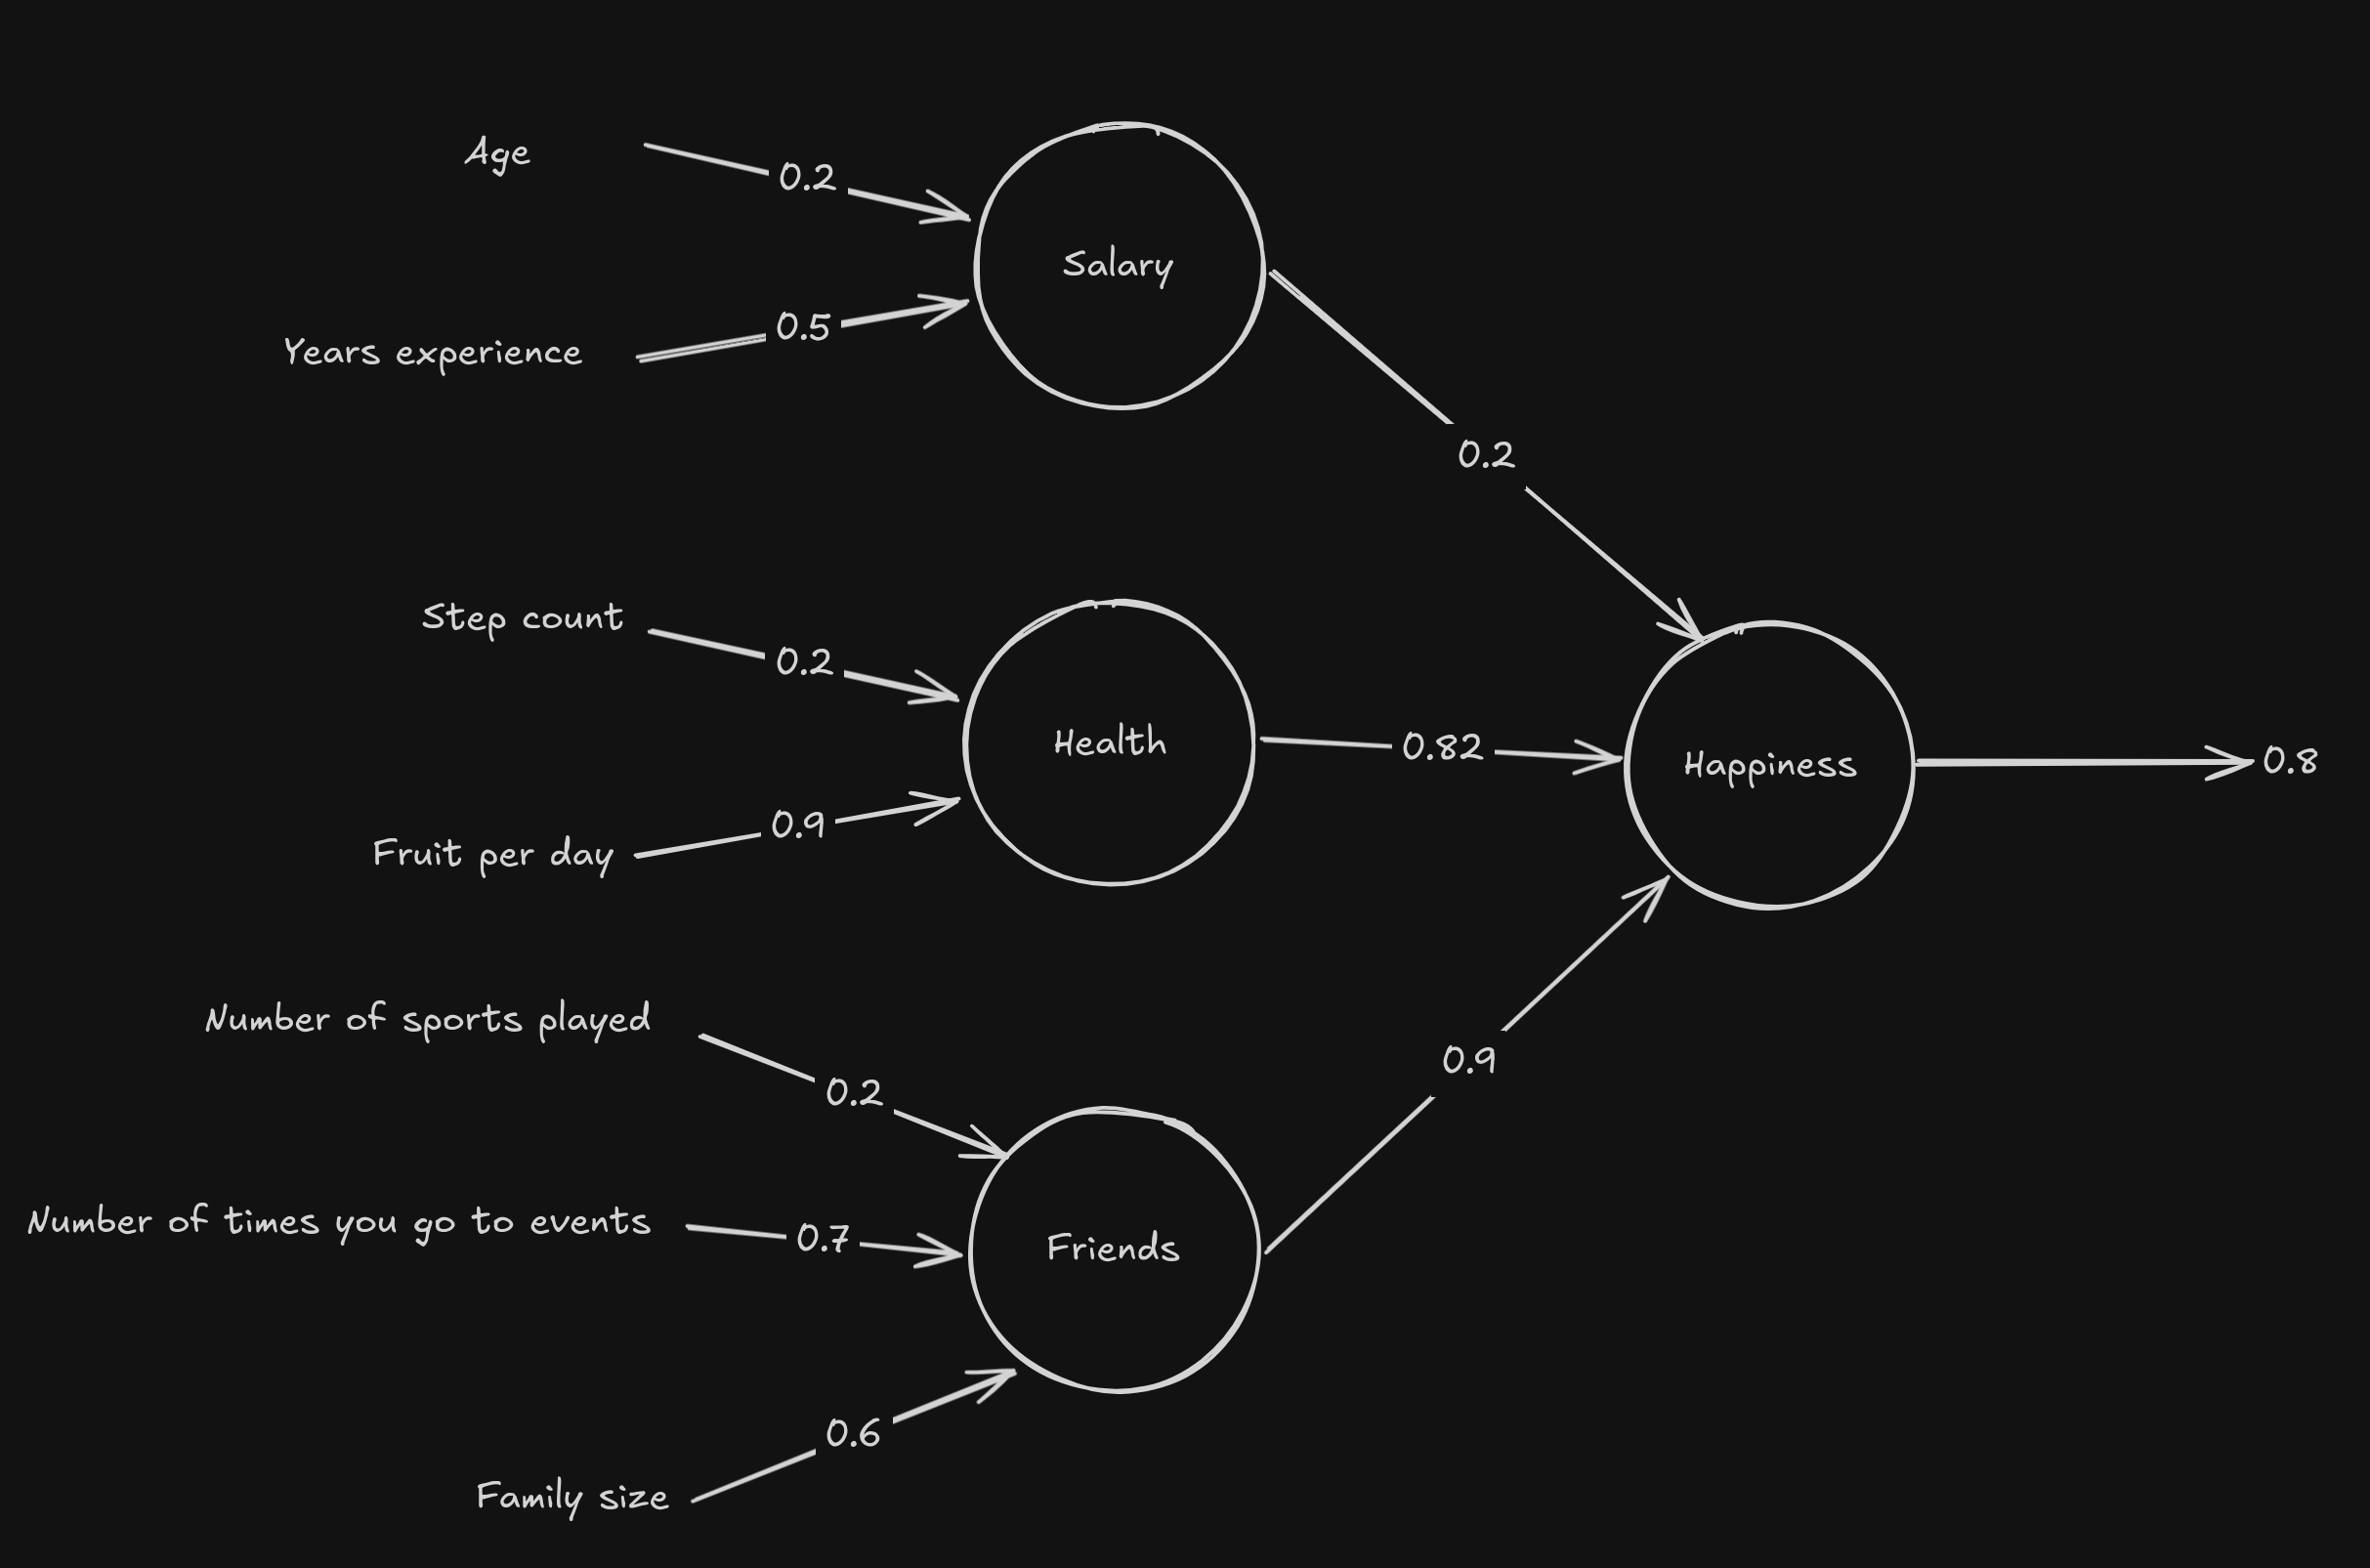 Age
0.2
Salary
Years experience
0.5
0.2
Step count
0.2
Health
0.82
Happiness
0.8
Fruit per day
0.9
Number of sports played
0.2
0.9
Number of times you go to events
0.7
Friends
0.6
Family size